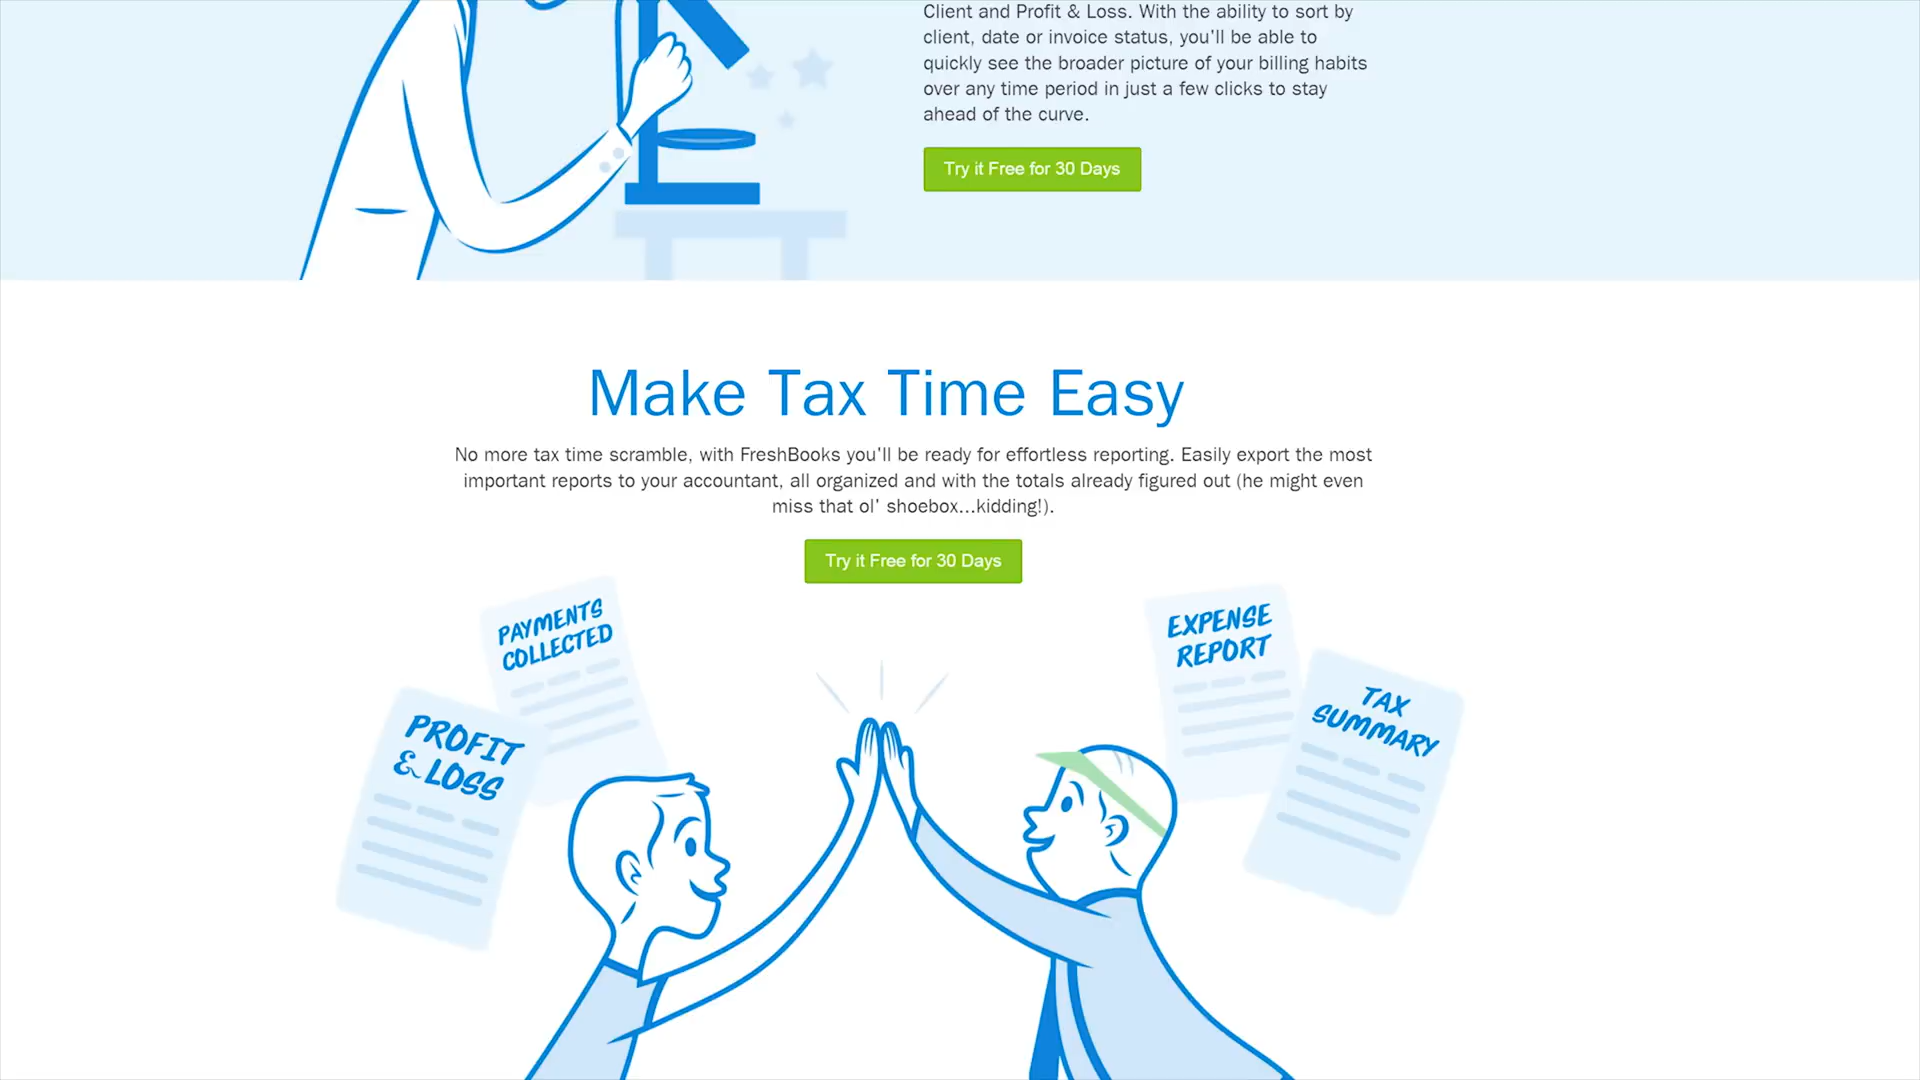 Client and Profit & Loss. With the ability to sort by
client, date or invoice status, you'll be able to
quickly see the broader picture of your billing habits
over any time period in just a few clicks to stay
ahead of the curve.
Try it Free for 30 Days
Make Tax Time Easy
No more tax time scramble, with FreshBooks you'll be ready for effortless reporting. Easily export the most
important reports to your accountant, all organized and with the totals already figured out (he might even
miss that ol' shoebox...kidding!).
Try it Free for 30 Days
PAYMENTS
COLLECTED
EXPENSE
REPORT
PROFIT
& LOSS
TAX
SUMMARY